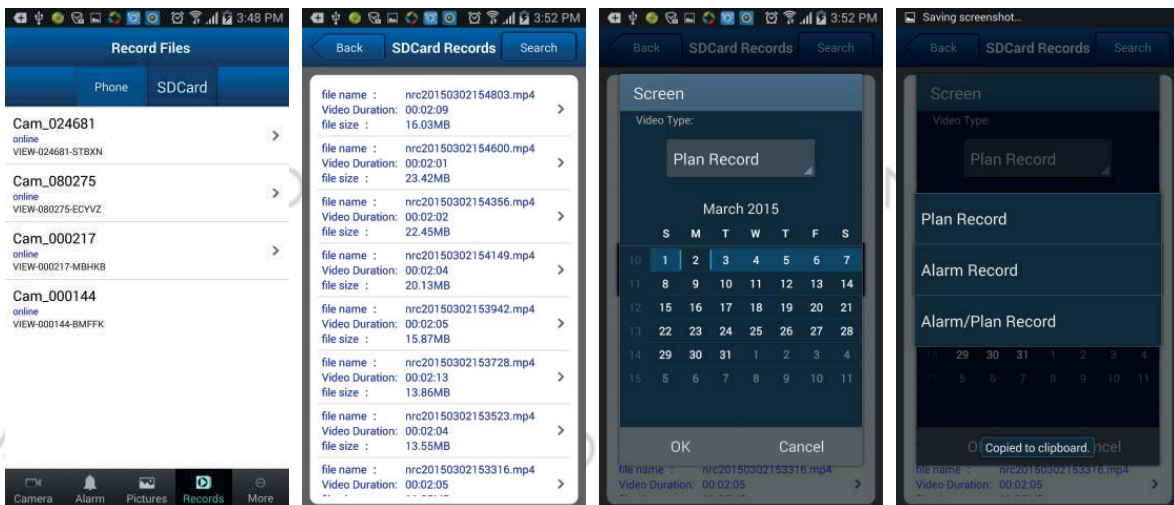 3:48 PM
Record Files
Phone SDCard
Cam_024681
online
VIEW-024681-STBXN
Cam_080275
online
VIEW-080275-ECYVZ
Cam_000217
online
VIEW-000217-MBHKB
Cam_000144
online
VIEW-000144-BMFFK
Camera Alarm Pictures Records More
3:52 PM
Back SDCard Records Search
file name : nrc20150302154803.mp4
Video Duration: 00:02:09
file size : 16.03MB
file name : nrc20150302154600.mp4
Video Duration: 00:02:01
file size : 23.42MB
file name : nrc20150302154356.mp4
Video Duration: 00:02:02
file size : 22.45MB
file name : nrc20150302154149.mp4
Video Duration: 00:02:04
file size : 20.13MB
file name : nrc20150302153942.mp4
Video Duration: 00:02:05
file size : 15.87MB
file name : nrc20150302153728.mp4
Video Duration: 00:02:13
file size : 13.86MB
file name : nrc20150302153523.mp4
Video Duration: 00:02:04
file size : 13.55MB
file name : nrc20150302153316.mp4
Video Duration: 00:02:05
3:52 PM
Back SDCard Records Search
Screen
Video Type:
Plan Record
March 2015
S M T W T F S
10 1 2 3 4 5 6 7
11 8 9 10 11 12 13 14
12 15 16 17 18 19 20 21
13 22 23 24 25 26 27 28
14 29 30 31 1 2 3 4
15 5 6 7 8 9 10 11
OK Cancel
file name : nrc20150302153316.mp4
Video Duration: 00:02:05
Saving screenshot...
Back SDCard Records Search
Screen
Video Type:
Plan Record
Plan Record
Alarm Record
Alarm/Plan Record
14 29 30 31 1 2 3 4
15 5 6 7 8 9 10 11
Copied to clipboard.
file name : nrc20150302153316.mp4
Video Duration: 00:02:05